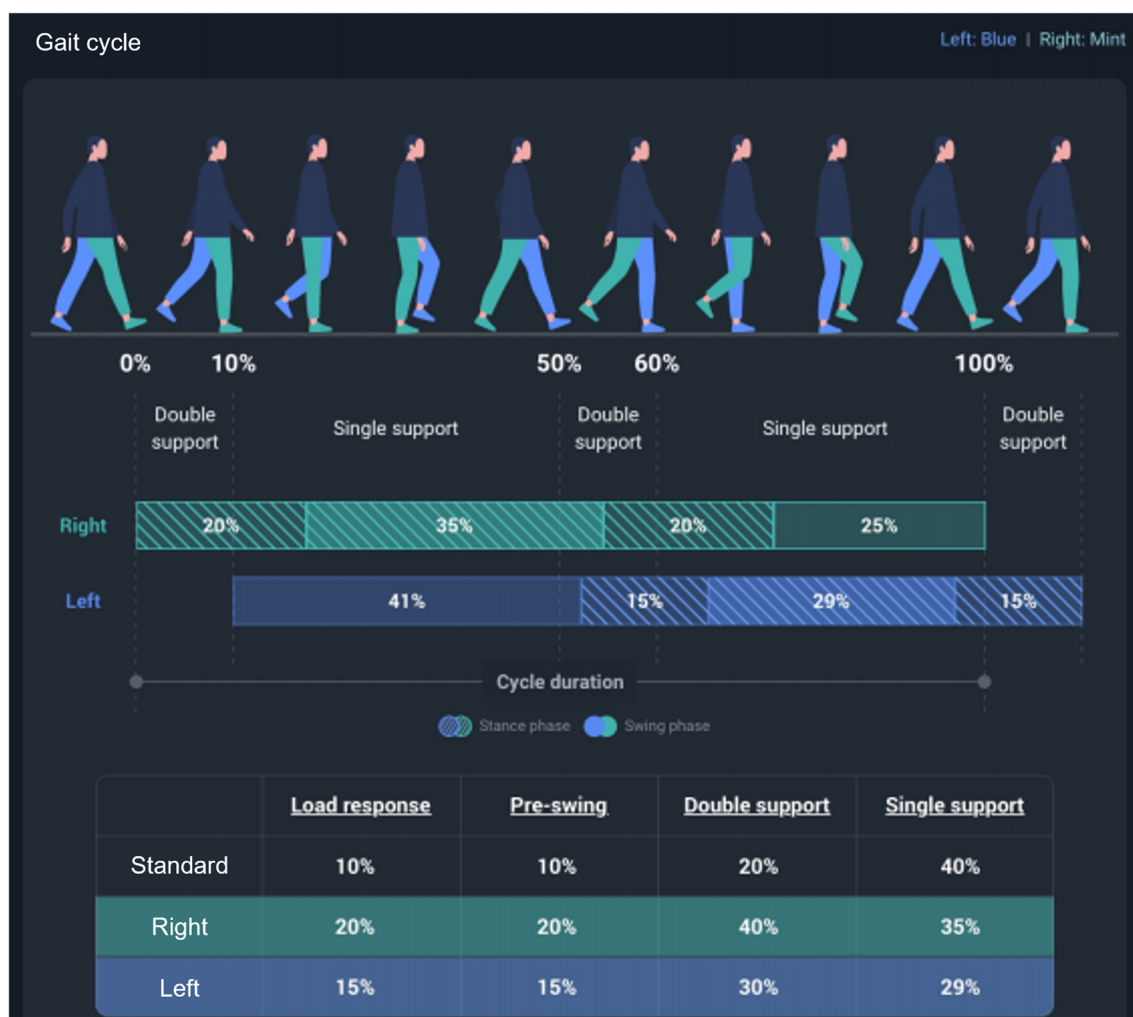 Gait cycle
Left: Blue | Right: Mint
0% 10% 50% 60% 100%
Double support
Single support
Double support
Single support
Double support
Right 20% 35% 20% 25%
Left 41% 15% 29% 15%
Cycle duration
Stance phase Swing phase
Load response Pre-swing Double support Single support
Standard 10% 10% 20% 40%
Right 20% 20% 40% 35%
Left 15% 15% 30% 29%